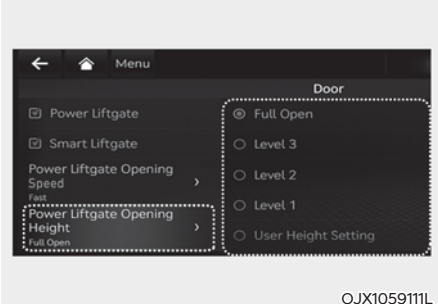 Menu
Door
Power Liftgate
Smart Liftgate
Power Liftgate Opening
Speed
Fast
Power Liftgate Opening
Height
Full Open
Full Open
Level 3
Level 2
Level 1
User Height Setting
OJX1059111L